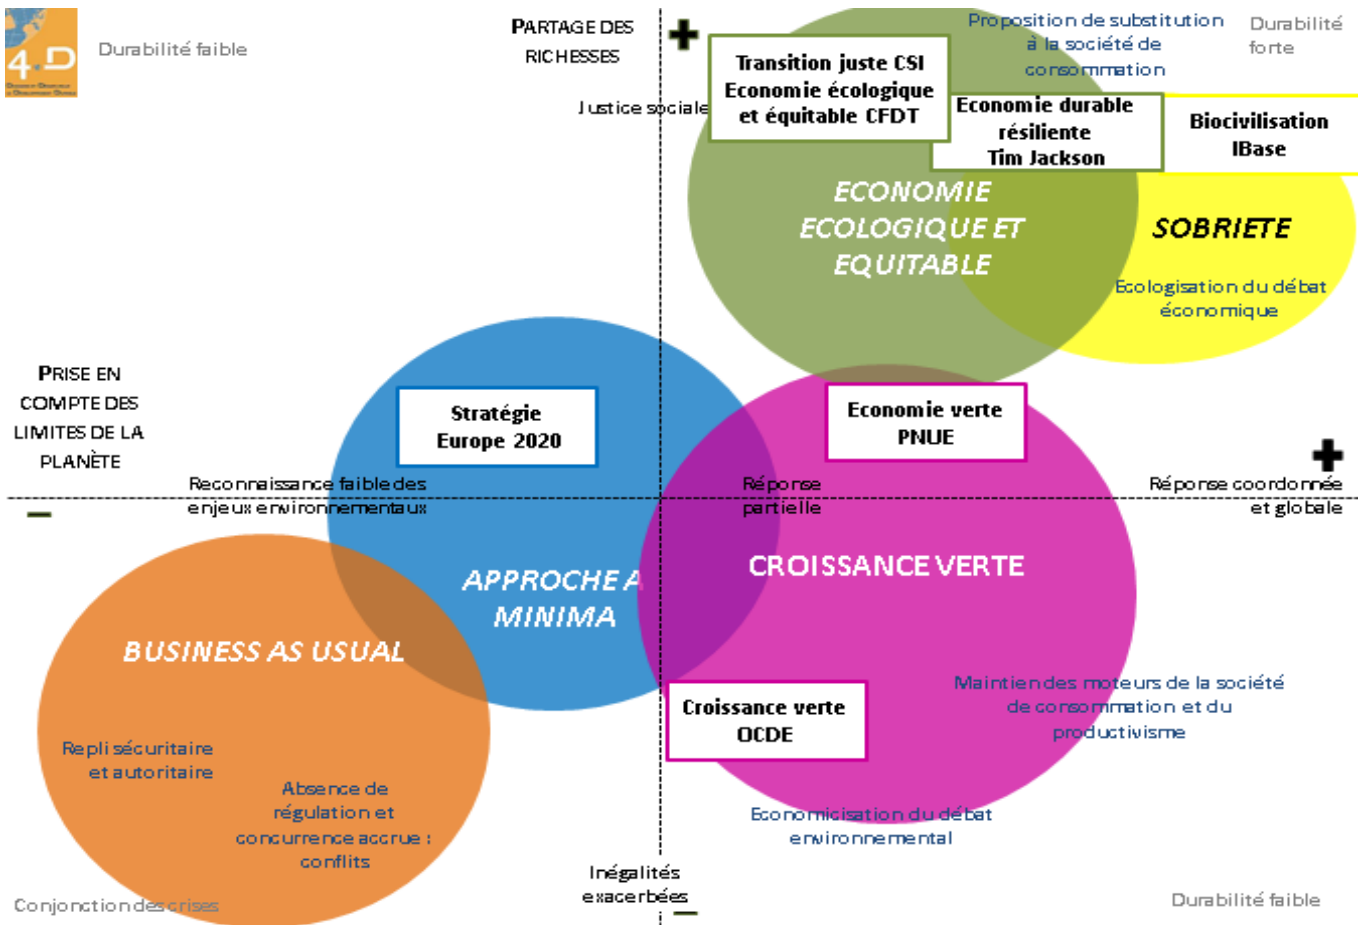 4.D
Durabilité faible
PARTAGE DES
RICHESSES
Justice sociale
Proposition de substitution
à la société de
consommation
Durabilité
forte
Transition juste CSI
Economie écologique
et équitable CFDT
Economie durable
résiliente
Tim Jackson
Biocivilisation
IBase
ECONOMIE
ECOLOGIQUE ET
EQUITABLE
SOBRIETE
Ecologisation du débat
économique
PRISE EN
COMPTE DES
LIMITES DE LA
PLANÈTE
Stratégie
Europe 2020
Economie verte
PNUE
Reconnaissance faible des
enjeux environnementaux
Réponse
partielle
Réponse coordonnée
et globale
APPROCHE A
MINIMA
CROISSANCE VERTE
BUSINESS AS USUAL
Croissance verte
OCDE
Maintien des moteurs de la société
de consommation et du
productivisme
Repli sécuritaire
et autoritaire
Absence de
régulation et
concurrence accrue :
conflits
Economicisation du débat
environnemental
Inégalités
exacerbées
Conjonction des crises
Durabilité faible